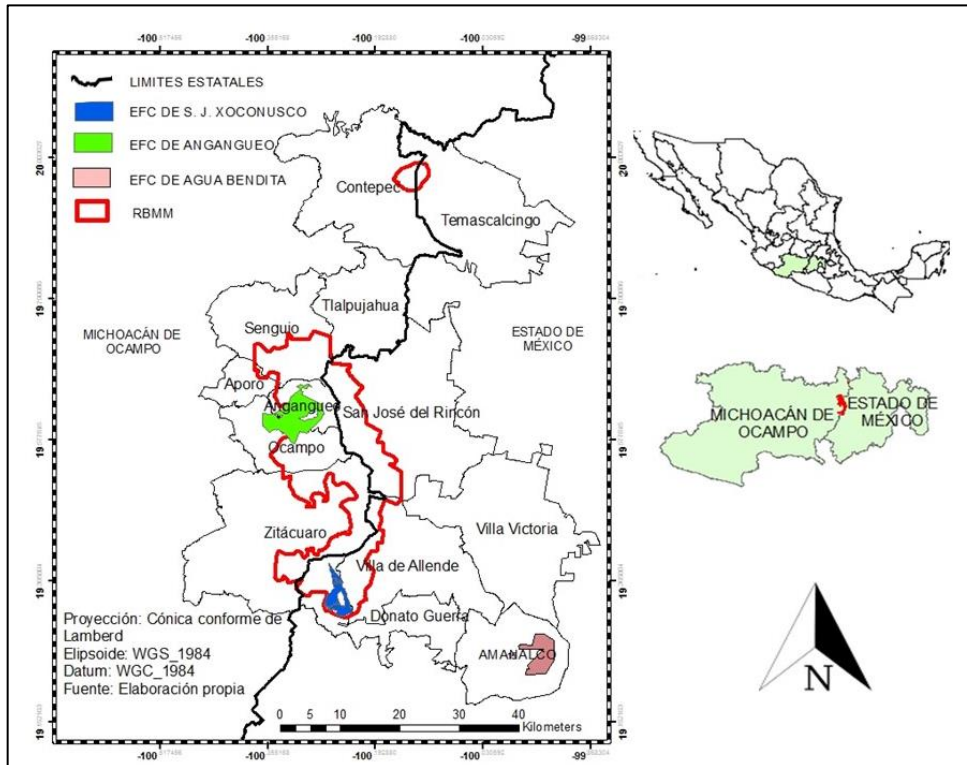 LIMITES ESTATALES
EFC DE S. J. XOCONUSCO
EFC DE ANGANGUEO
EFC DE AGUA BENDITA
RBMM
Contepec
Temascalcingo
Tlalpujahua
Senguio
MICHOACÁN DE
OCAMPO
ESTADO DE
MÉXICO
Aporo
Angangueo
San José del Rincón
Ocampo
Zitácuaro
Villa Victoria
Villa de Allende
Donato Guerra
AMANALCO
Proyección: Cónica conforme de
Lamberd
Elipsoide: WGS_1984
Datum: WGC_1984
Fuente: Elaboración propia
0 5 10 20 30 40
Kilometers
MICHOACÁN DE
OCAMPO
ESTADO DE
MÉXICO
N